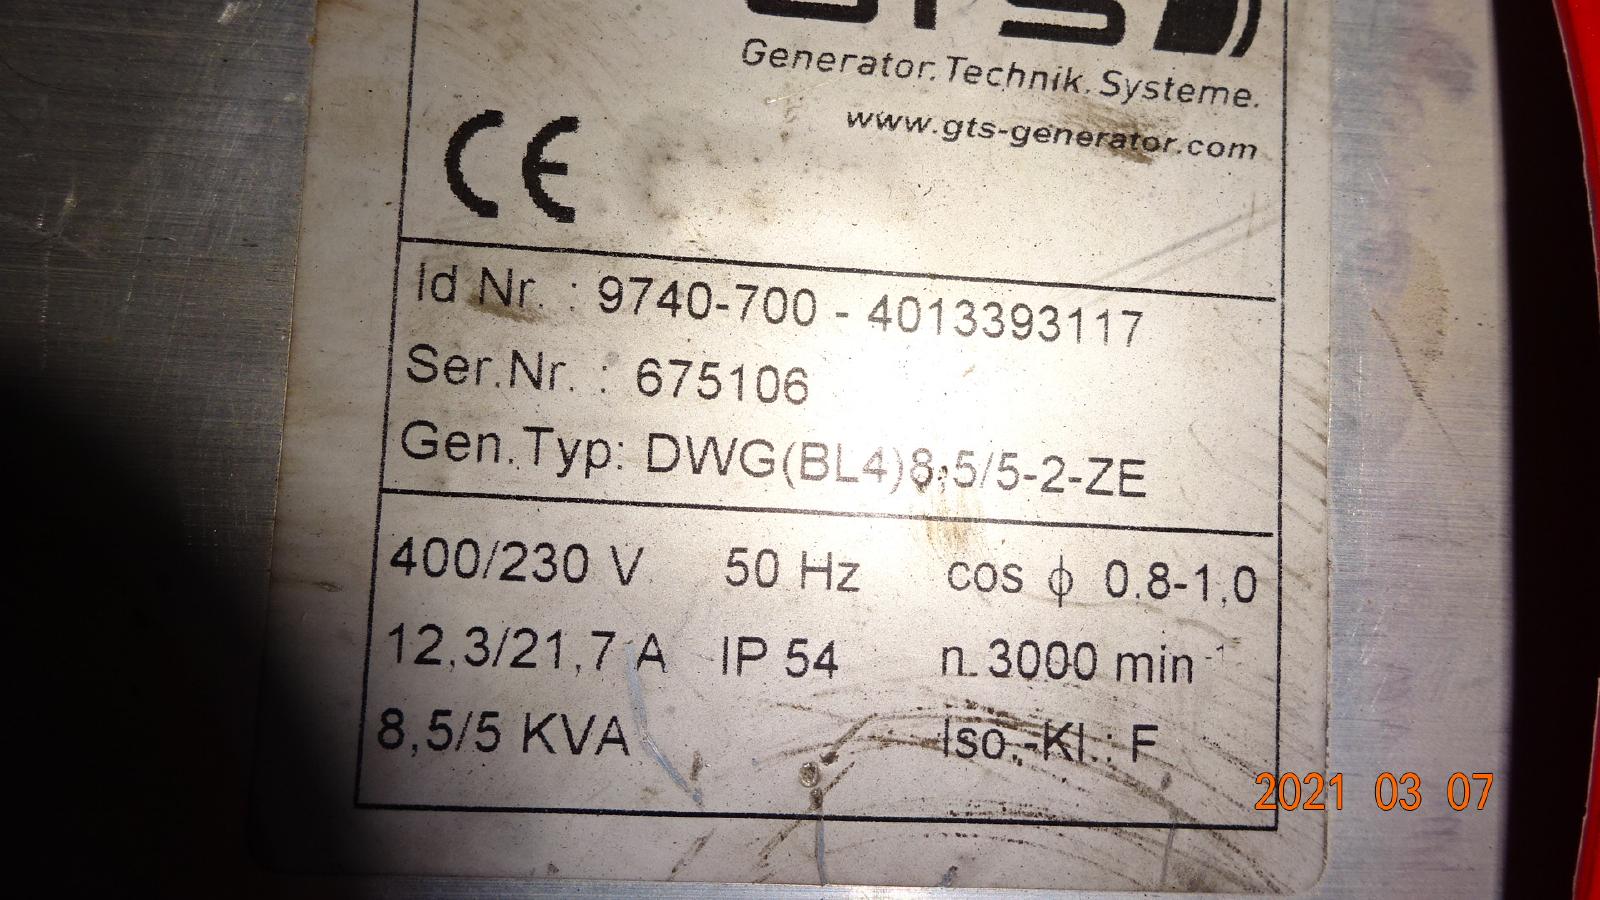 GTS
Generator.Technik.Systeme.
www.gts-generator.com
CE
Id Nr. : 9740-700 - 4013393117
Ser.Nr. : 675106
Gen.Typ: DWG(BL4)8,5/5-2-ZE
400/230 V 50 Hz cos ϕ 0.8-1,0
12,3/21,7 A IP 54 n. 3000 min⁻¹
8,5/5 KVA Iso.-Kl.: F
2021 03 07